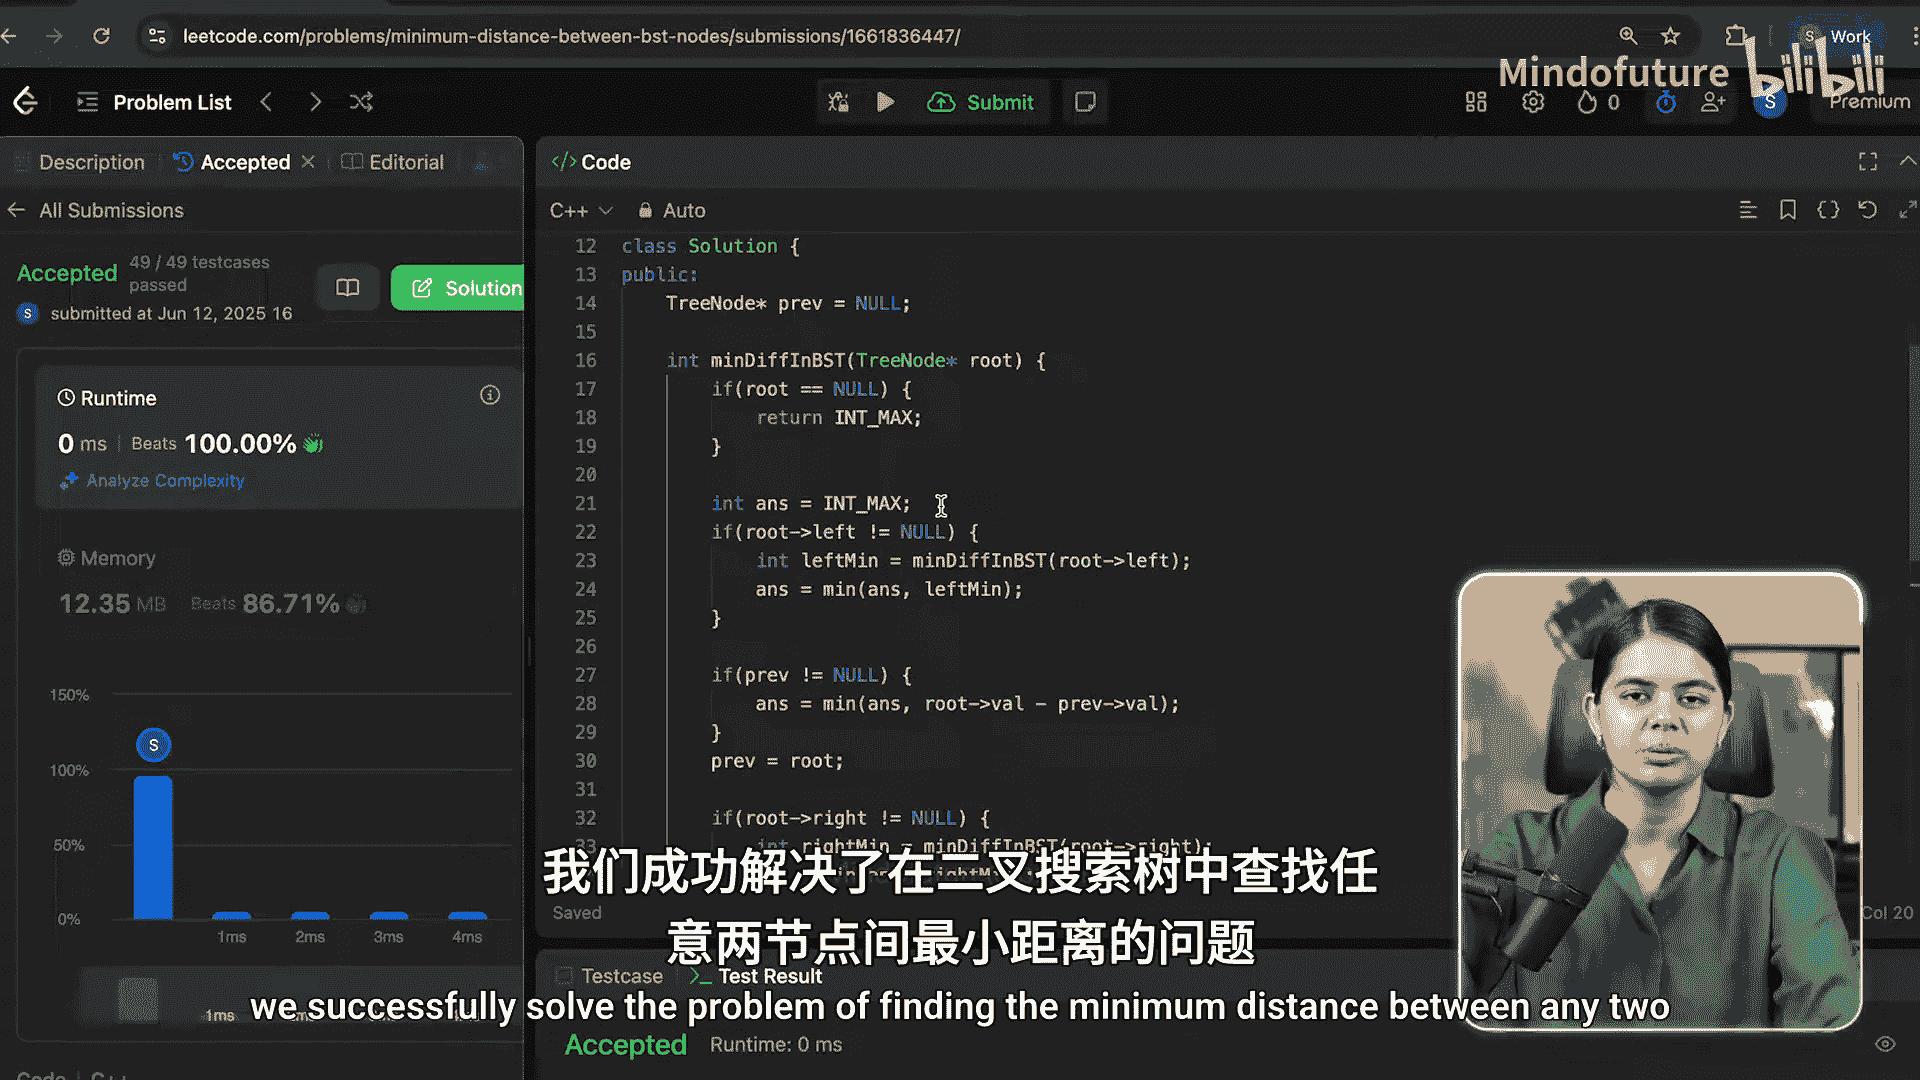 leetcode.com/problems/minimum-distance-between-bst-nodes/submissions/1661836447/
S Work
Mindofuture bilibili
Problem List
Submit
0
S
Premium
Description
Accepted
Editorial
</> Code
All Submissions
C++
Auto
Accepted
49 / 49 testcases
passed
Solution
S submitted at Jun 12, 2025 16
Runtime
0 ms | Beats 100.00%
Analyze Complexity
Memory
12.35 MB Beats 86.71%
150%
S
100%
50%
0%
1ms 2ms 3ms 4ms
1ms
12 class Solution {
13 public:
14 TreeNode* prev = NULL;
15
16 int minDiffInBST(TreeNode* root) {
17 if(root == NULL) {
18 return INT_MAX;
19 }
20
21 int ans = INT_MAX;
22 if(root->left != NULL) {
23 int leftMin = minDiffInBST(root->left);
24 ans = min(ans, leftMin);
25 }
26
27 if(prev != NULL) {
28 ans = min(ans, root->val - prev->val);
29 }
30 prev = root;
31
32 if(root->right != NULL) {
33 int rightMin = minDiffInBST(root->right);
我们成功解决了在二叉搜索树中查找任
意两节点间最小距离的问题
Saved
Col 20
Testcase
>_ Test Result
we successfully solve the problem of finding the minimum distance between any two
Accepted Runtime: 0 ms